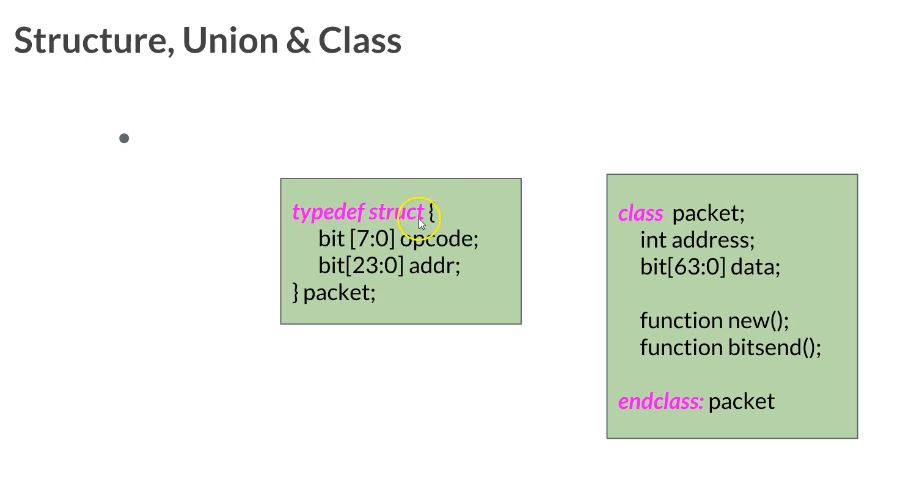 Structure, Union & Class
typedef struct {
bit [7:0] opcode;
bit[23:0] addr;
} packet;
class packet;
int address;
bit[63:0] data;
function new();
function bitsend();
endclass: packet